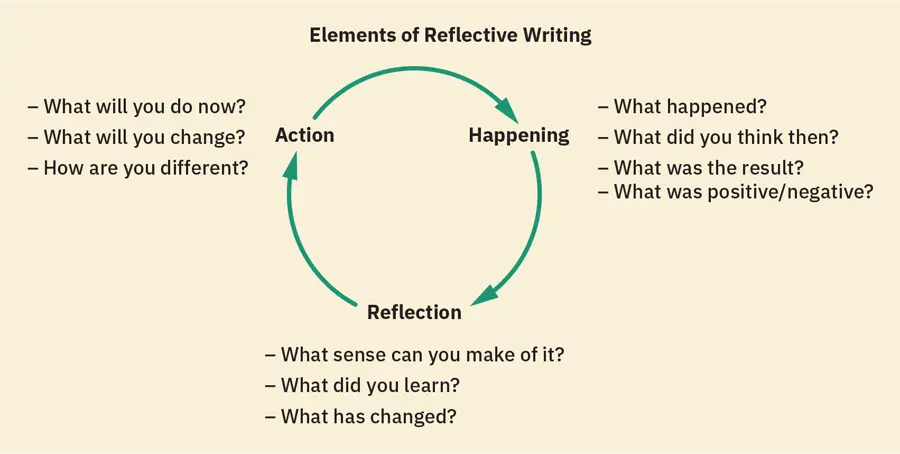 Elements of Reflective Writing
– What will you do now?
– What will you change?
– How are you different?
Action
Happening
– What happened?
– What did you think then?
– What was the result?
– What was positive/negative?
Reflection
– What sense can you make of it?
– What did you learn?
– What has changed?